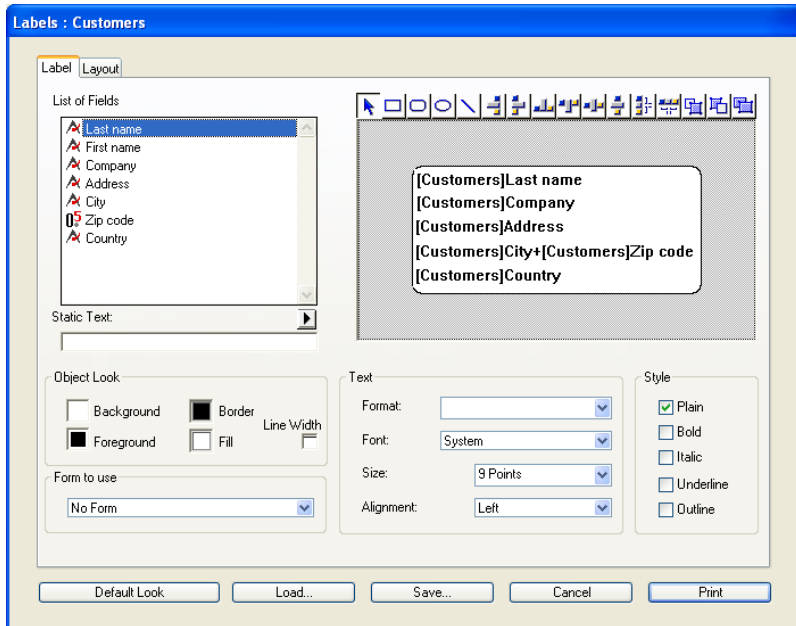 Labels : Customers
Label Layout
List of Fields
Last name
First name
Company
Address
City
Zip code
Country
Static Text:
[Customers]Last name
[Customers]Company
[Customers]Address
[Customers]City+[Customers]Zip code
[Customers]Country
Object Look
Background
Border
Line Width
Foreground
Fill
Form to use
No Form
Text
Format:
Font: System
Size: 9 Points
Alignment: Left
Style
Plain
Bold
Italic
Underline
Outline
Default Look Load... Save... Cancel Print